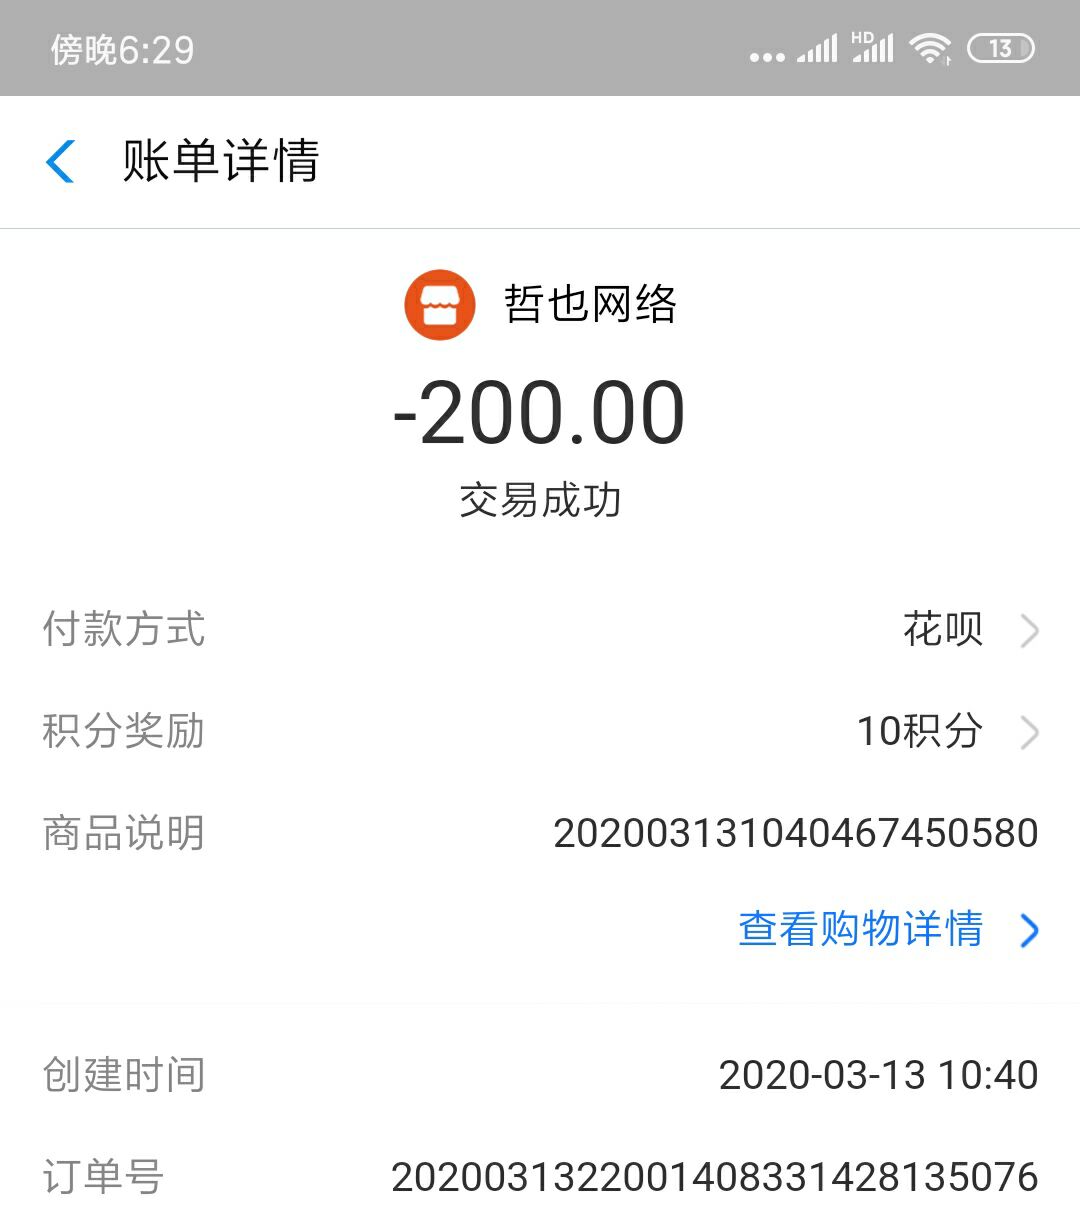 傍晚6:29
HD
13
账单详情
哲也网络
-200.00
交易成功
付款方式 花呗
积分奖励 10积分
商品说明 202003131040467450580
查看购物详情
创建时间 2020-03-13 10:40
订单号 2020031322001408331428135076